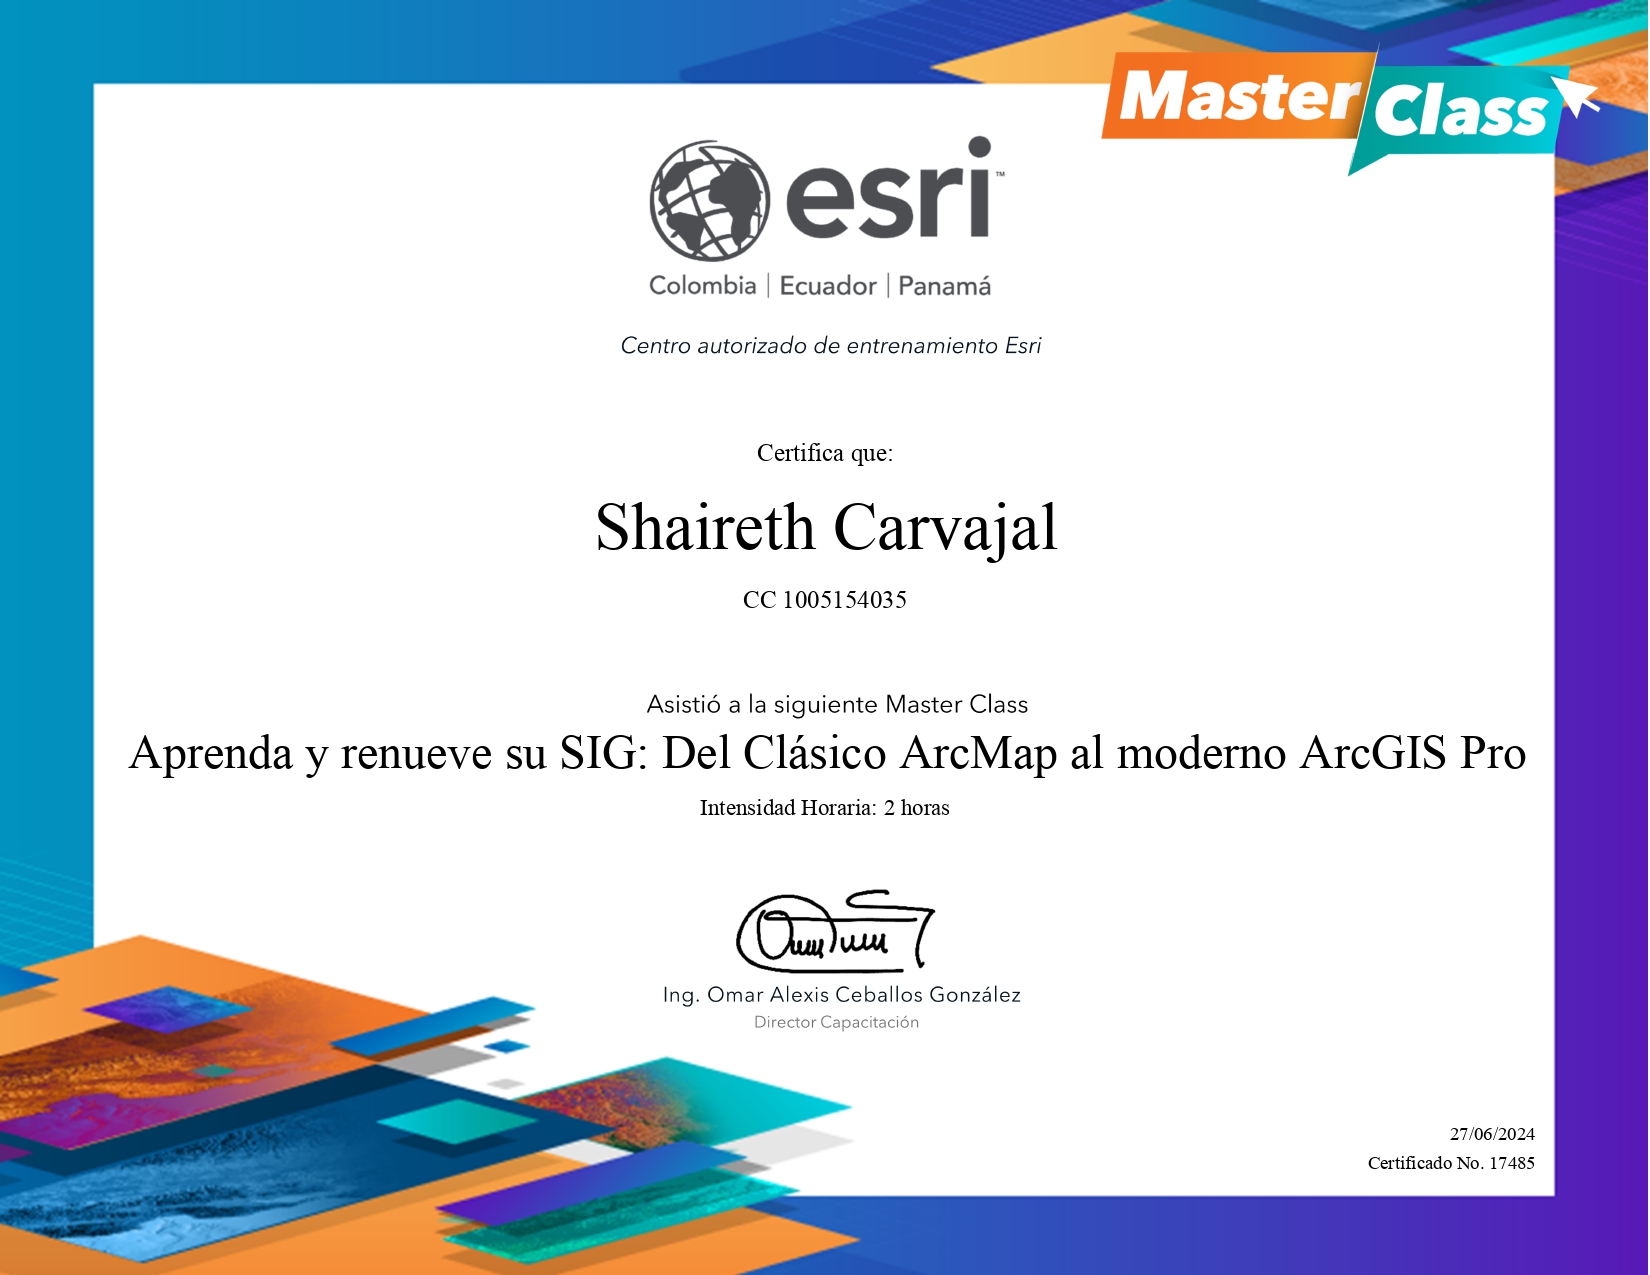 Master Class
esri™
Colombia | Ecuador | Panamá
Centro autorizado de entrenamiento Esri
Certifica que:
Shaireth Carvajal
CC 1005154035
Asistió a la siguiente Master Class
Aprenda y renueve su SIG: Del Clásico ArcMap al moderno ArcGIS Pro
Intensidad Horaria: 2 horas
Ing. Omar Alexis Ceballos González
Director Capacitación
27/06/2024
Certificado No. 17485